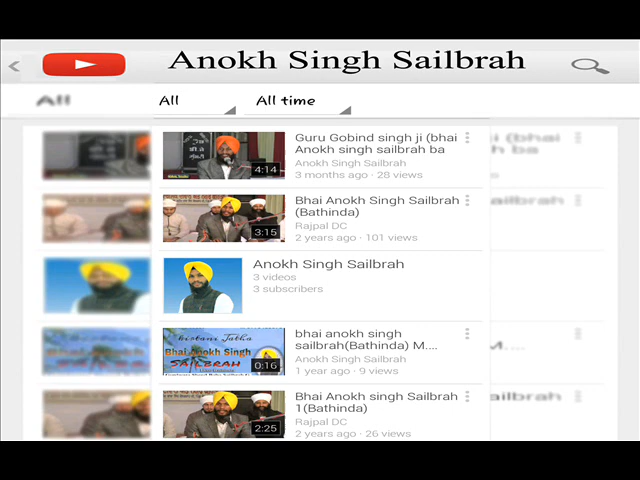 Anokh Singh Sailbrah
All
All
All time
Guru Gobind singh ji (bhai
Anokh singh sailbrah ba
Anokh Singh Sailbrah
3 months ago · 28 views
4:14
Bhai Anokh Singh Sailbrah
(Bathinda)
Rajpal DC
2 years ago · 101 views
3:15
Anokh Singh Sailbrah
3 videos
3 subscribers
kirtani Jatha
Bhai Anokh Singh
SAILBRAH
0:16
bhai anokh singh
sailbrah(Bathinda) M....
Anokh Singh Sailbrah
1 year ago · 9 views
Bhai Anokh singh Sailbrah
1(Bathinda)
Rajpal DC
2 years ago · 26 views
2:25